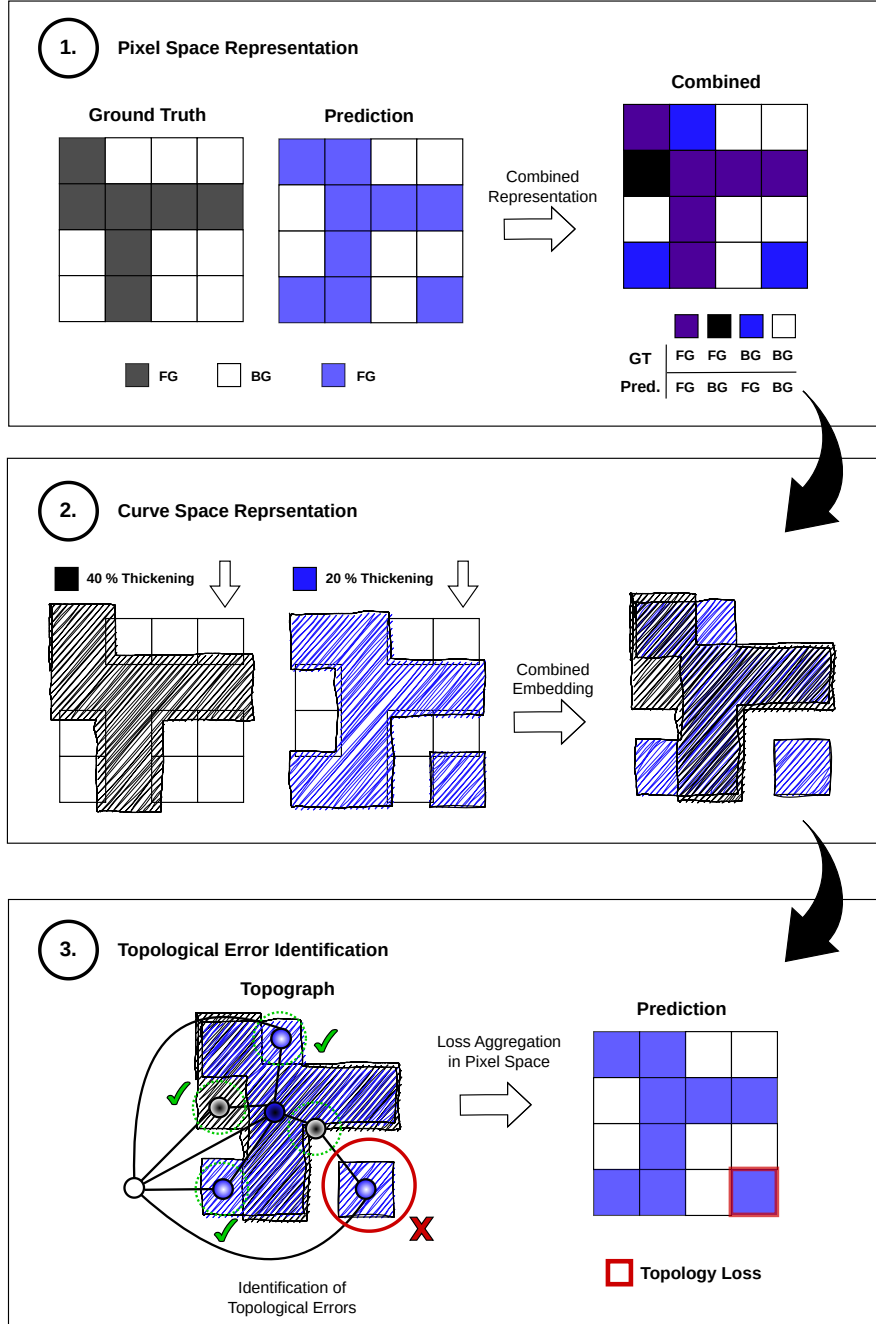 1. Pixel Space Representation
Ground Truth
Prediction
Combined
Combined
Representation
FG
BG
FG
GT FG FG BG BG
Pred. FG BG FG BG
2. Curve Space Reprsentation
40 % Thickening
20 % Thickening
Combined
Embedding
3. Topological Error Identification
Topograph
Prediction
Loss Aggregation
in Pixel Space
X
Identification of
Topological Errors
Topology Loss